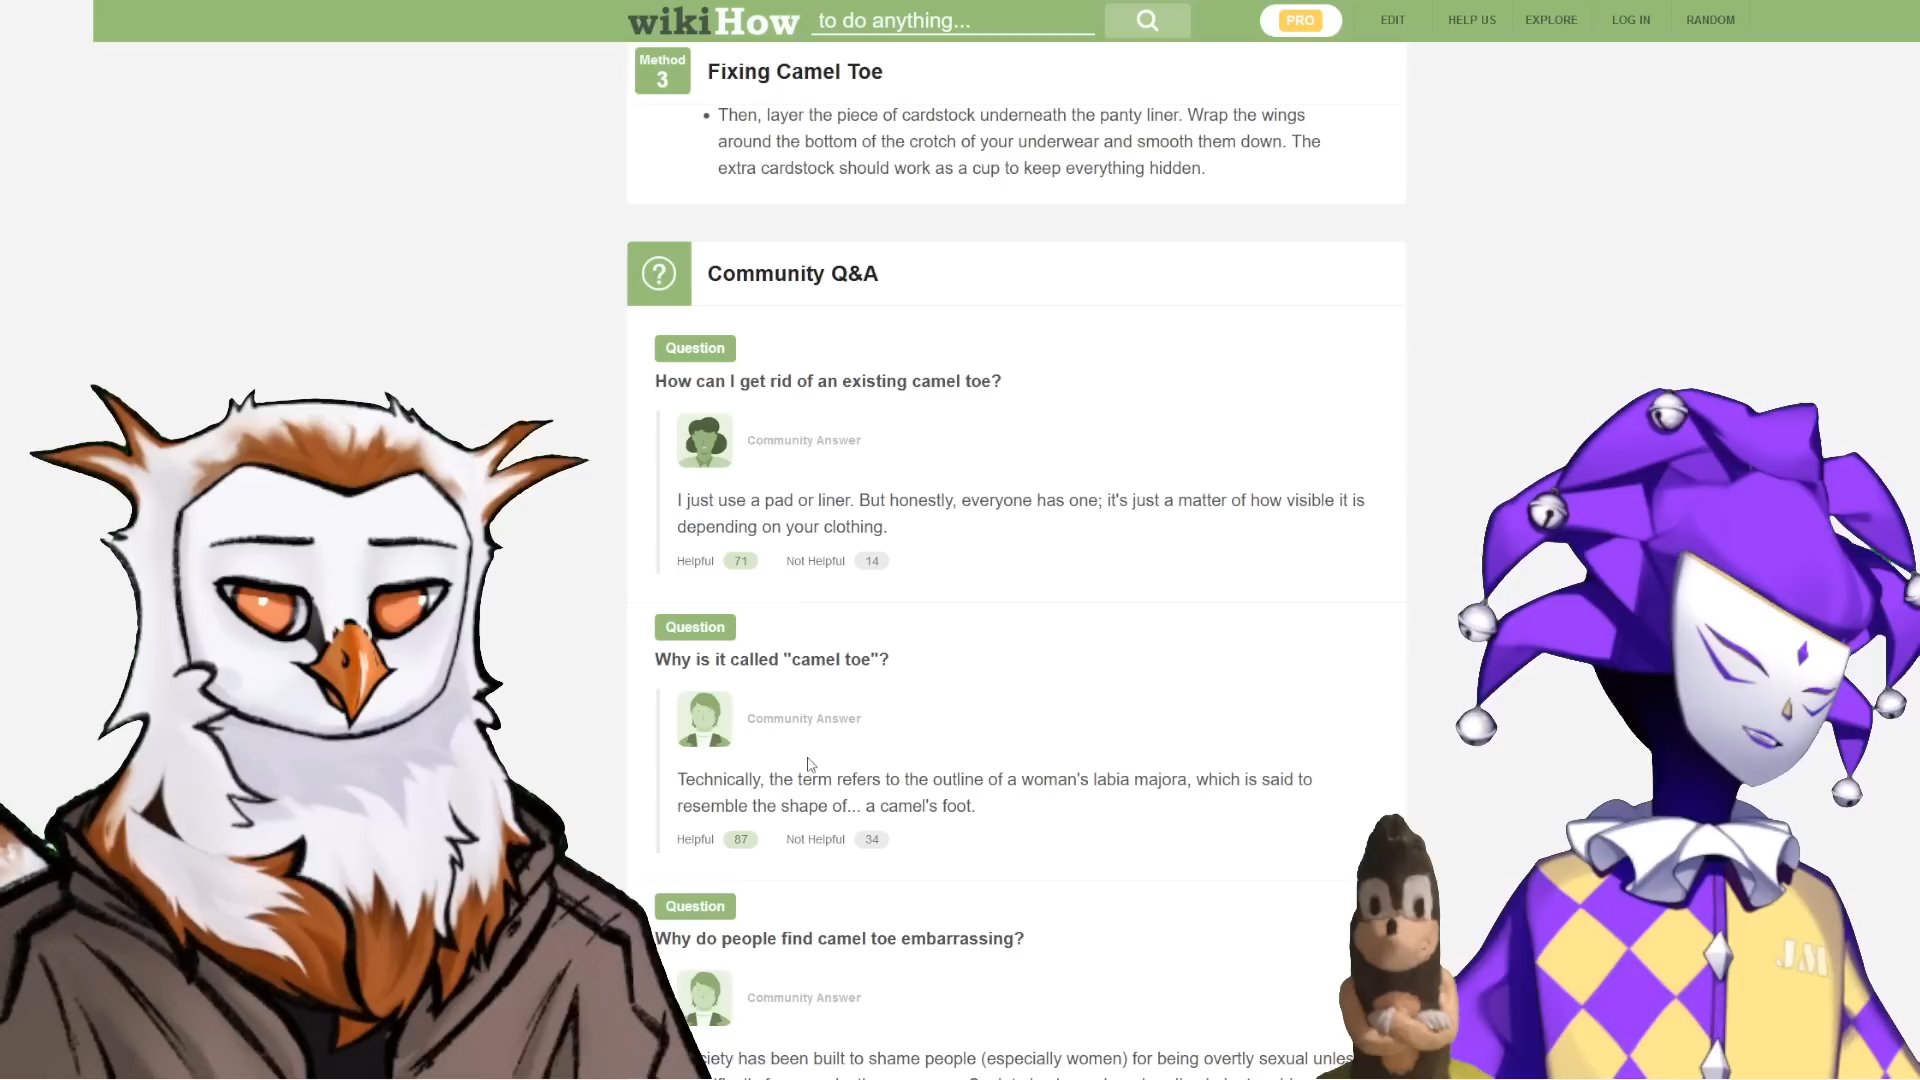 wikiHow to do anything...
PRO
EDIT
HELP US
EXPLORE
LOG IN
RANDOM
Method
3
Fixing Camel Toe
Then, layer the piece of cardstock underneath the panty liner. Wrap the wings
around the bottom of the crotch of your underwear and smooth them down. The
extra cardstock should work as a cup to keep everything hidden.
Community Q&A
Question
How can I get rid of an existing camel toe?
Community Answer
I just use a pad or liner. But honestly, everyone has one; it's just a matter of how visible it is
depending on your clothing.
Helpful 71 Not Helpful 14
Question
Why is it called "camel toe"?
Community Answer
Technically, the term refers to the outline of a woman's labia majora, which is said to
resemble the shape of... a camel's foot.
Helpful 87 Not Helpful 34
Question
Why do people find camel toe embarrassing?
Community Answer
has been built to shame people (especially women) for being overtly sexual
JM